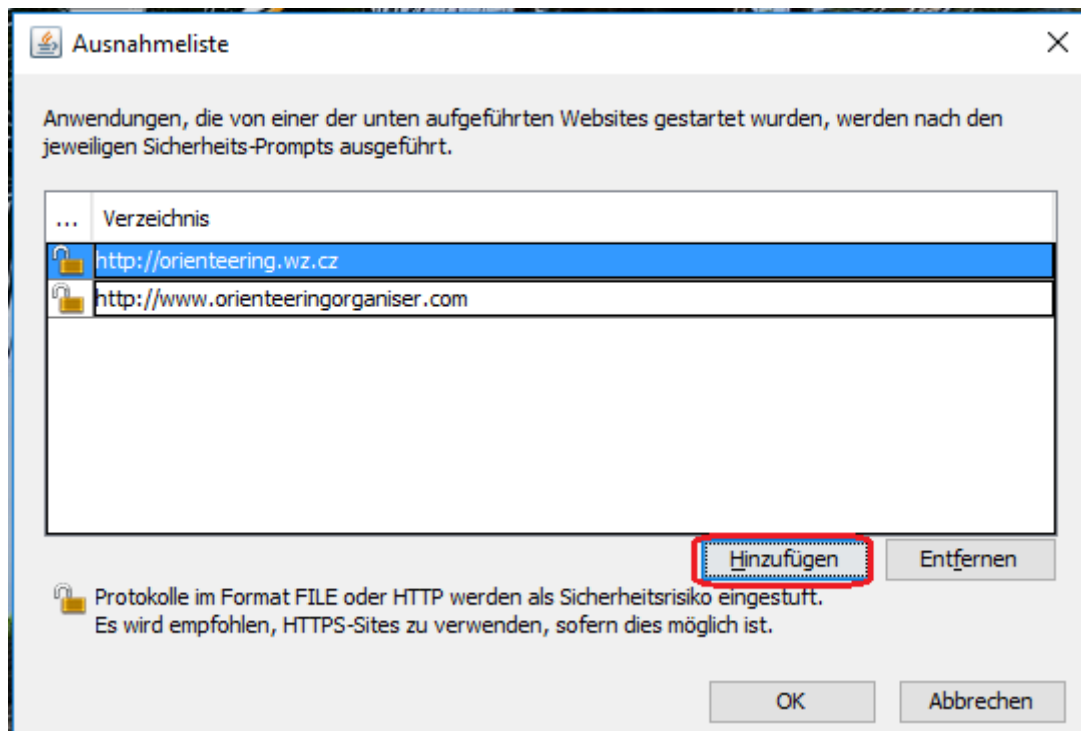 Ausnahmeliste
Anwendungen, die von einer der unten aufgeführten Websites gestartet wurden, werden nach den
jeweiligen Sicherheits-Prompts ausgeführt.
... Verzeichnis
http://orienteering.wz.cz
http://www.orienteeringorganiser.com
Hinzufügen Entfernen
Protokolle im Format FILE oder HTTP werden als Sicherheitsrisiko eingestuft.
Es wird empfohlen, HTTPS-Sites zu verwenden, sofern dies möglich ist.
OK Abbrechen